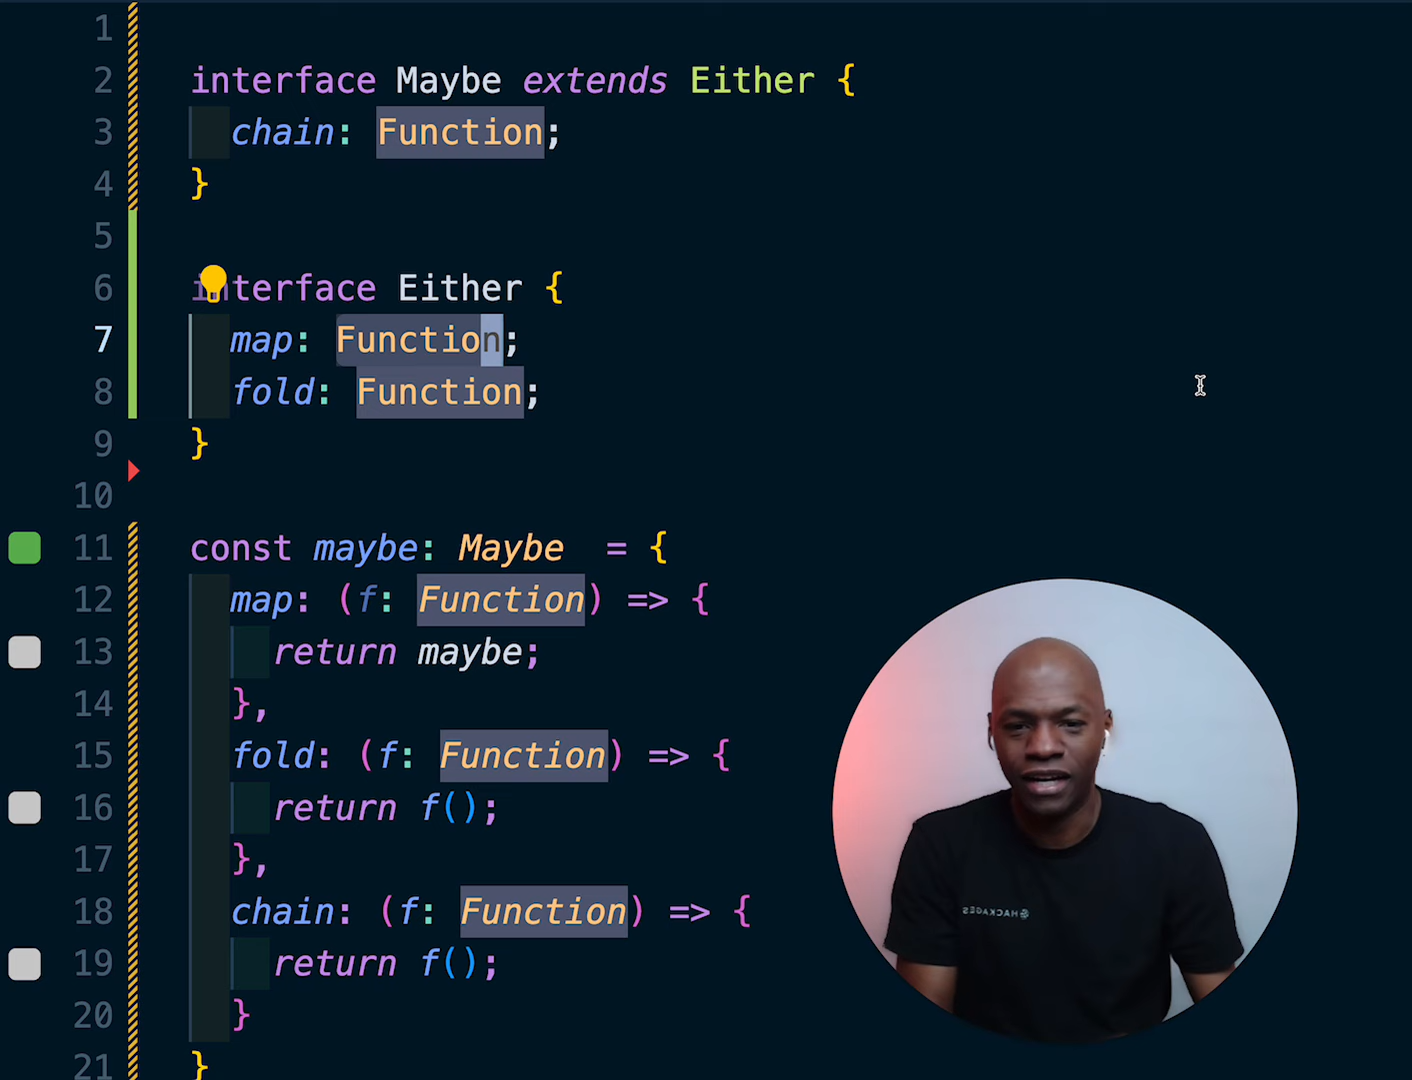 1
2 interface Maybe extends Either {
3 chain: Function;
4 }
5
6 interface Either {
7 map: Function;
8 fold: Function;
9 }
10
11 const maybe: Maybe = {
12 map: (f: Function) => {
13 return maybe;
14 },
15 fold: (f: Function) => {
16 return f();
17 },
18 chain: (f: Function) => {
19 return f();
20 }
21 }
HACKAGES